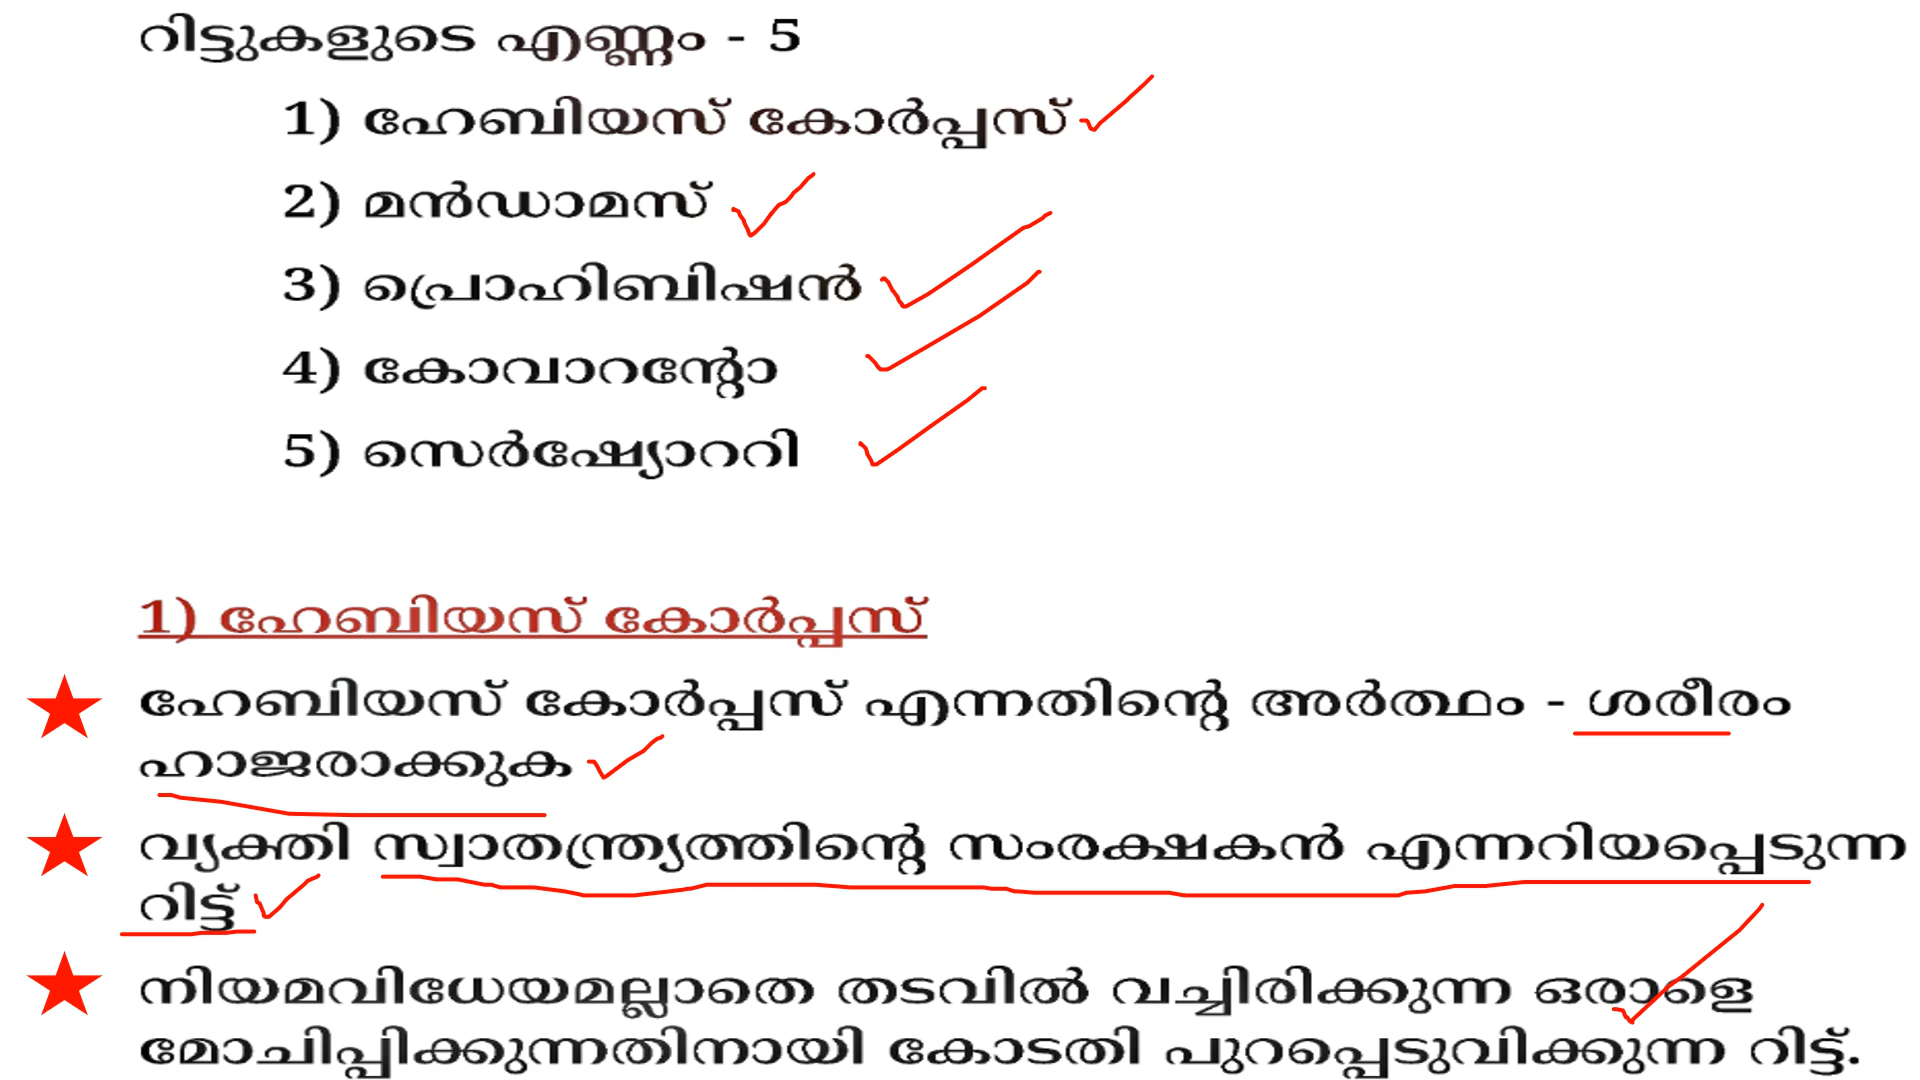 റിട്ടുകളുടെ എണ്ണം - 5
1) ഹേബിയസ് കോർപ്പസ്
2) മൻഡാമസ്
3) പ്രൊഹിബിഷൻ
4) കോവാറന്റോ
5) സെർഷ്യോററി
1) ഹേബിയസ് കോർപ്പസ്
ഹേബിയസ് കോർപ്പസ് എന്നതിന്റെ അർത്ഥം - ശരീരം
ഹാജരാക്കുക
വ്യക്തി സ്വാതന്ത്ര്യത്തിന്റെ സംരക്ഷകൻ എന്നറിയപ്പെടുന്ന
റിട്ട്
നിയമവിധേയമല്ലാതെ തടവിൽ വച്ചിരിക്കുന്ന ഒരാളെ
മോചിപ്പിക്കുന്നതിനായി കോടതി പുറപ്പെടുവിക്കുന്ന റിട്ട്.